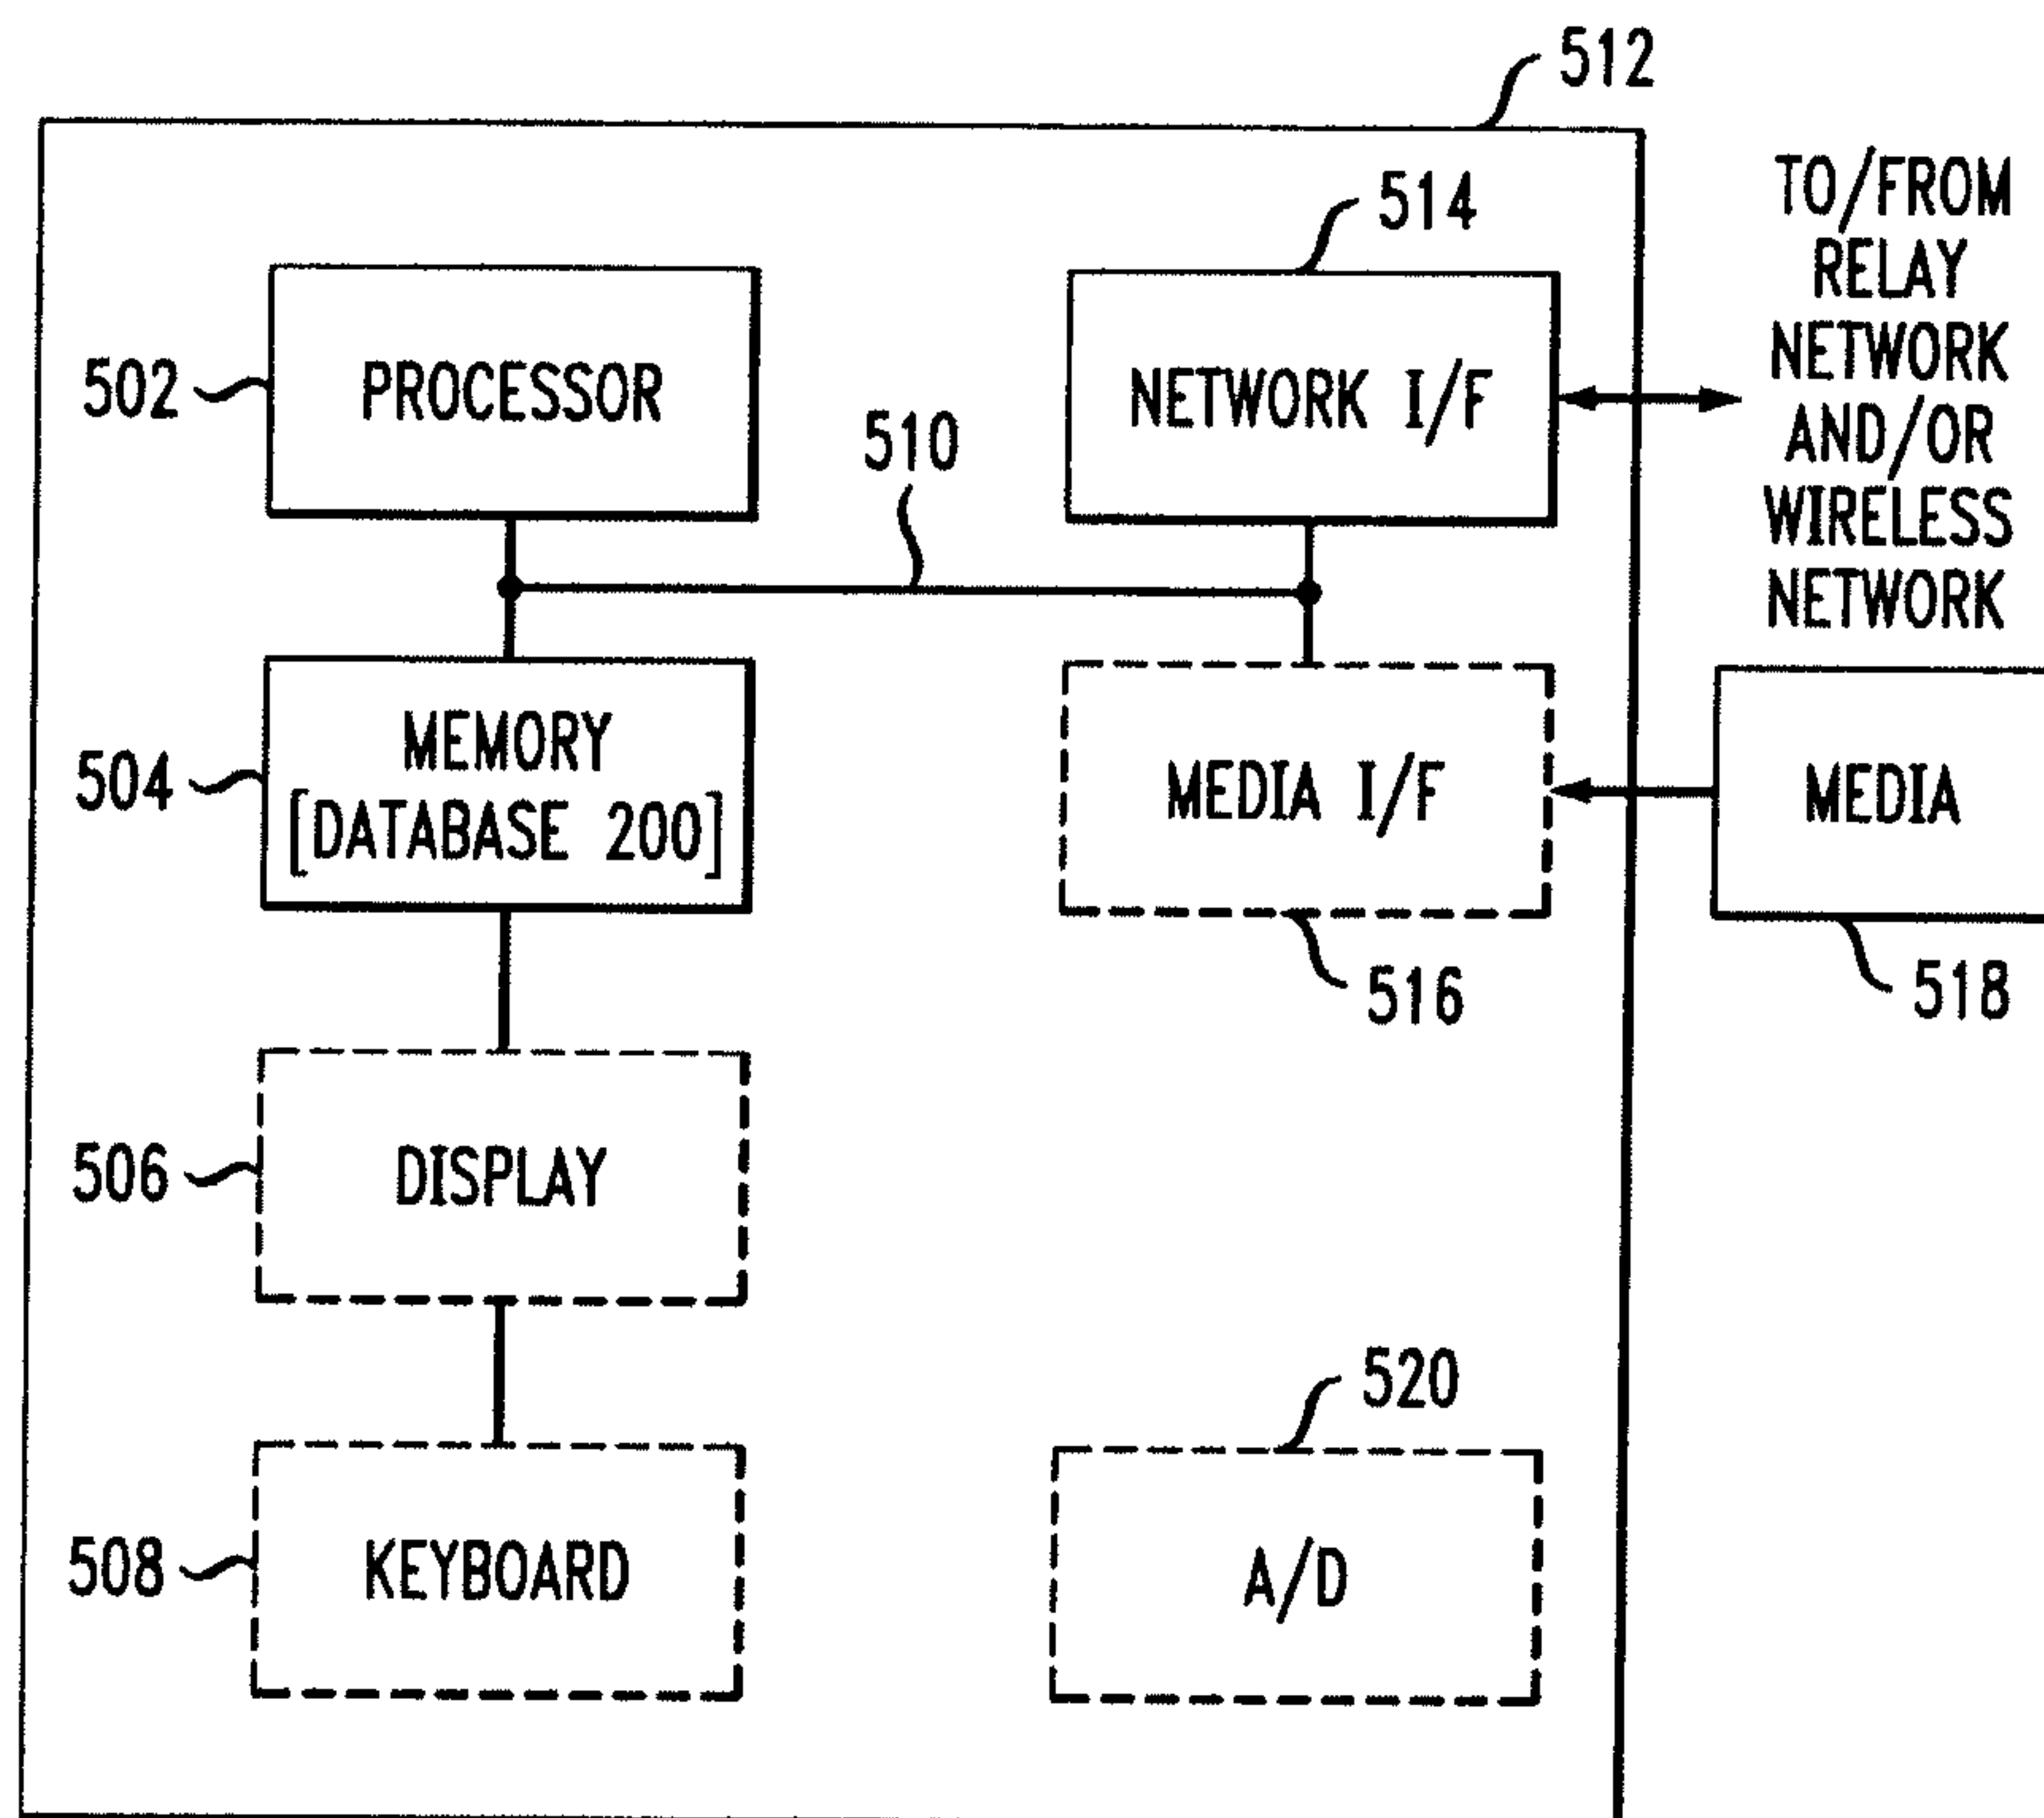 512
514
TO/FROM
RELAY
NETWORK
AND/OR
WIRELESS
NETWORK
502
PROCESSOR
NETWORK I/F
510
504
MEMORY
[DATABASE 200]
MEDIA I/F
MEDIA
516
518
506
DISPLAY
520
508
KEYBOARD
A/D